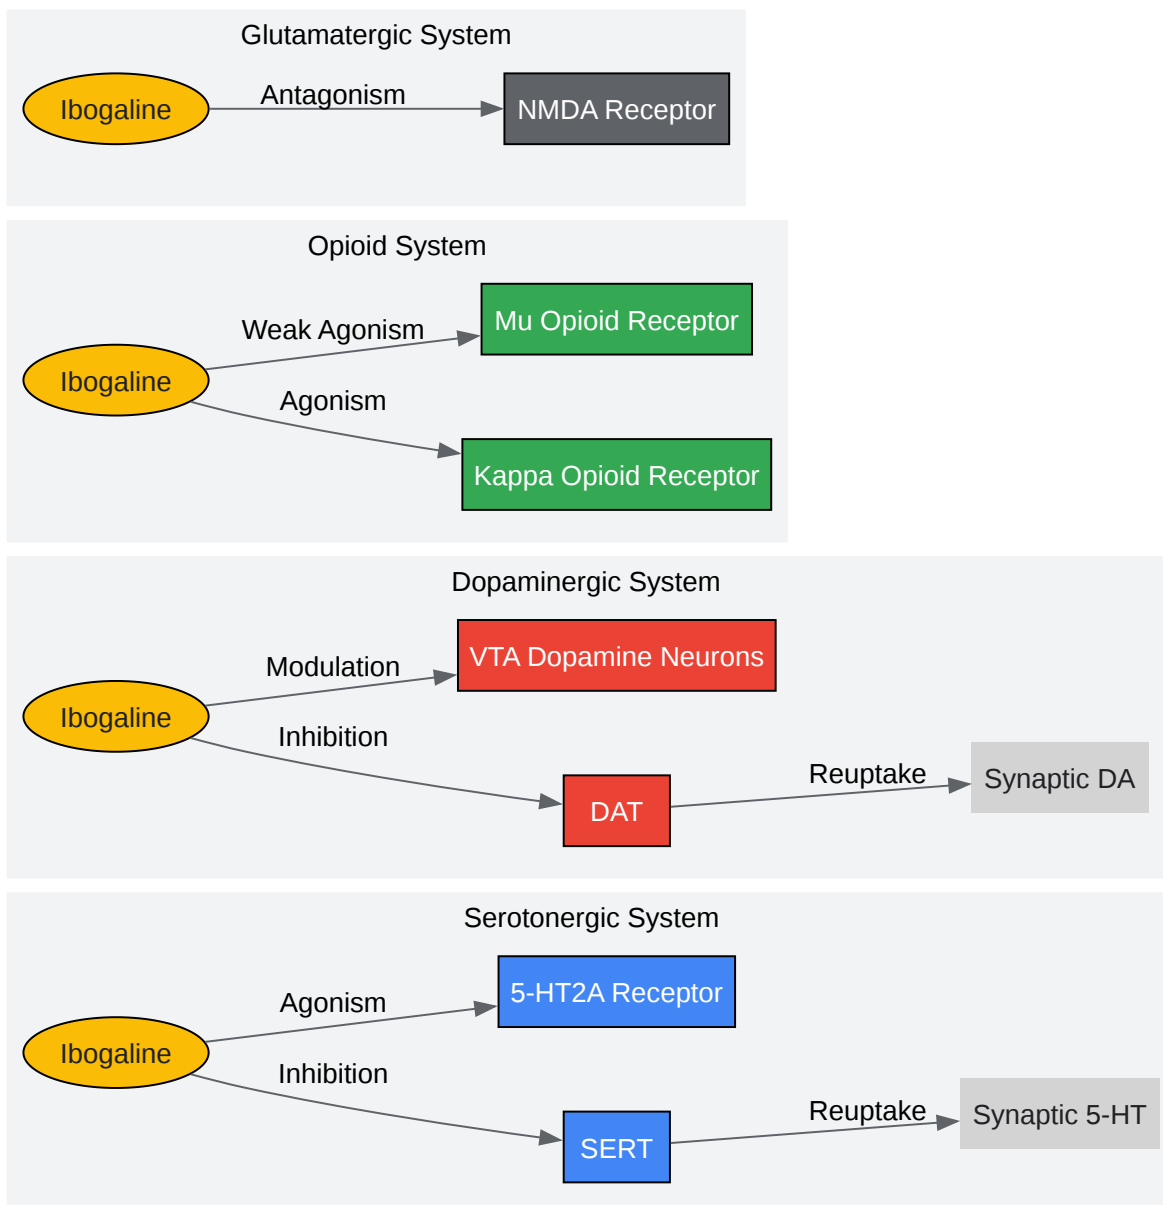 Glutamatergic System
Ibogaline
Antagonism
NMDA Receptor
Opioid System
Ibogaline
Weak Agonism
Mu Opioid Receptor
Agonism
Kappa Opioid Receptor
Dopaminergic System
Ibogaline
Modulation
VTA Dopamine Neurons
Inhibition
DAT
Reuptake
Synaptic DA
Serotonergic System
Ibogaline
Agonism
5-HT2A Receptor
Inhibition
SERT
Reuptake
Synaptic 5-HT